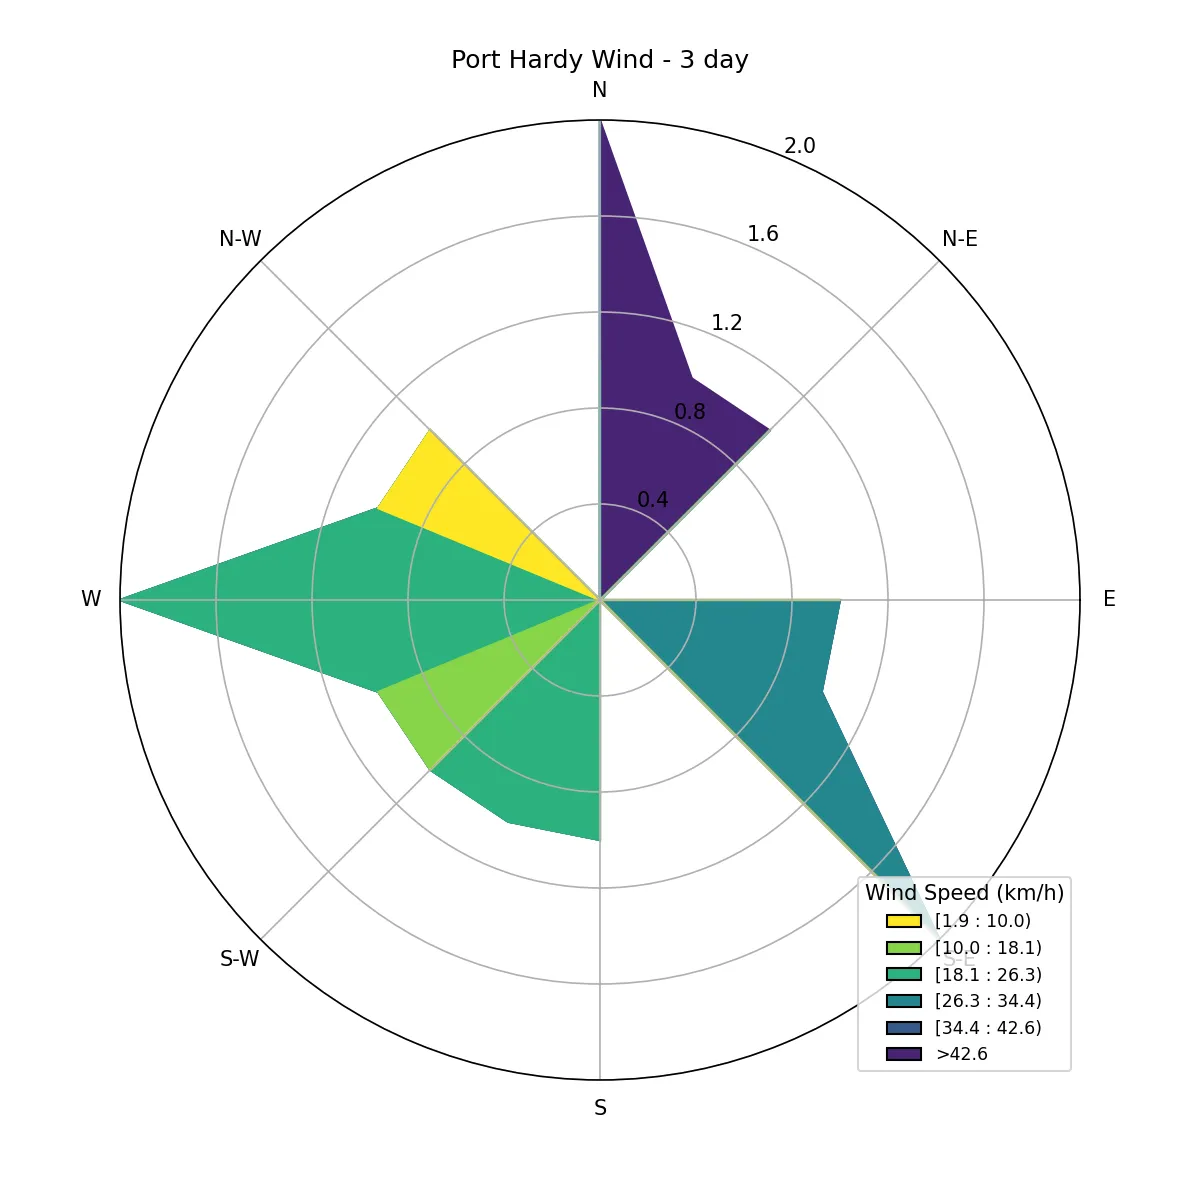 Port Hardy Wind - 3 day
N
2.0
N-W
1.6
N-E
1.2
0.8
0.4
W
E
Wind Speed (km/h)
[1.9 : 10.0)
[10.0 : 18.1)
S-W
S-E
[18.1 : 26.3)
[26.3 : 34.4)
[34.4 : 42.6)
>42.6
S